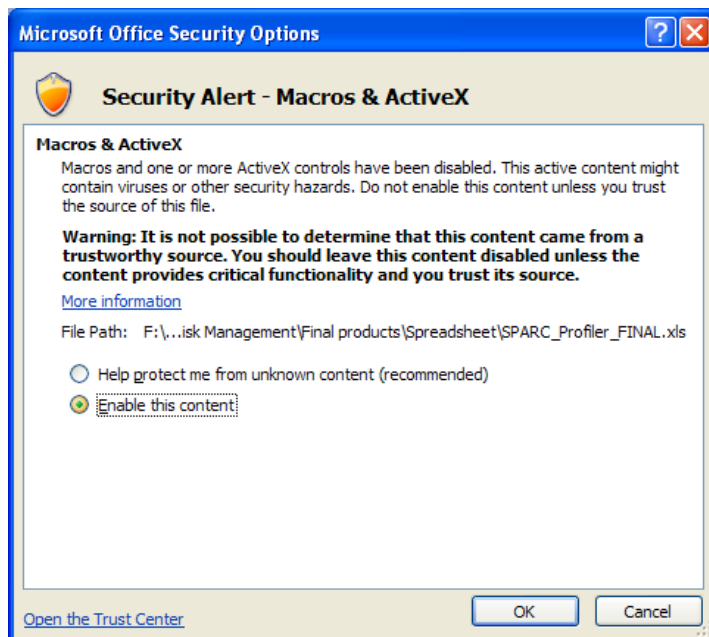 Microsoft Office Security Options
Security Alert - Macros & ActiveX
Macros & ActiveX
Macros and one or more ActiveX controls have been disabled. This active content might
contain viruses or other security hazards. Do not enable this content unless you trust
the source of this file.
Warning: It is not possible to determine that this content came from a
trustworthy source. You should leave this content disabled unless the
content provides critical functionality and you trust its source.
More information
File Path: F:\...isk Management\Final products\Spreadsheet\SPARC_Profiler_FINAL.xls
Help protect me from unknown content (recommended)
Enable this content
Open the Trust Center
OK
Cancel